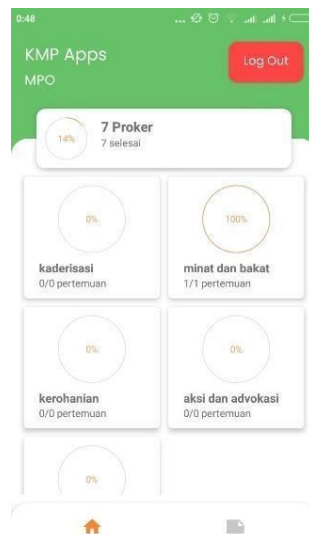 0:48
...
KMP Apps
MPO
Log Out
14%
7 Proker
7 selesai
0%
kaderisasi
0/0 pertemuan
100%
minat dan bakat
1/1 pertemuan
0%
kerohanian
0/0 pertemuan
0%
aksi dan advokasi
0/0 pertemuan
0%